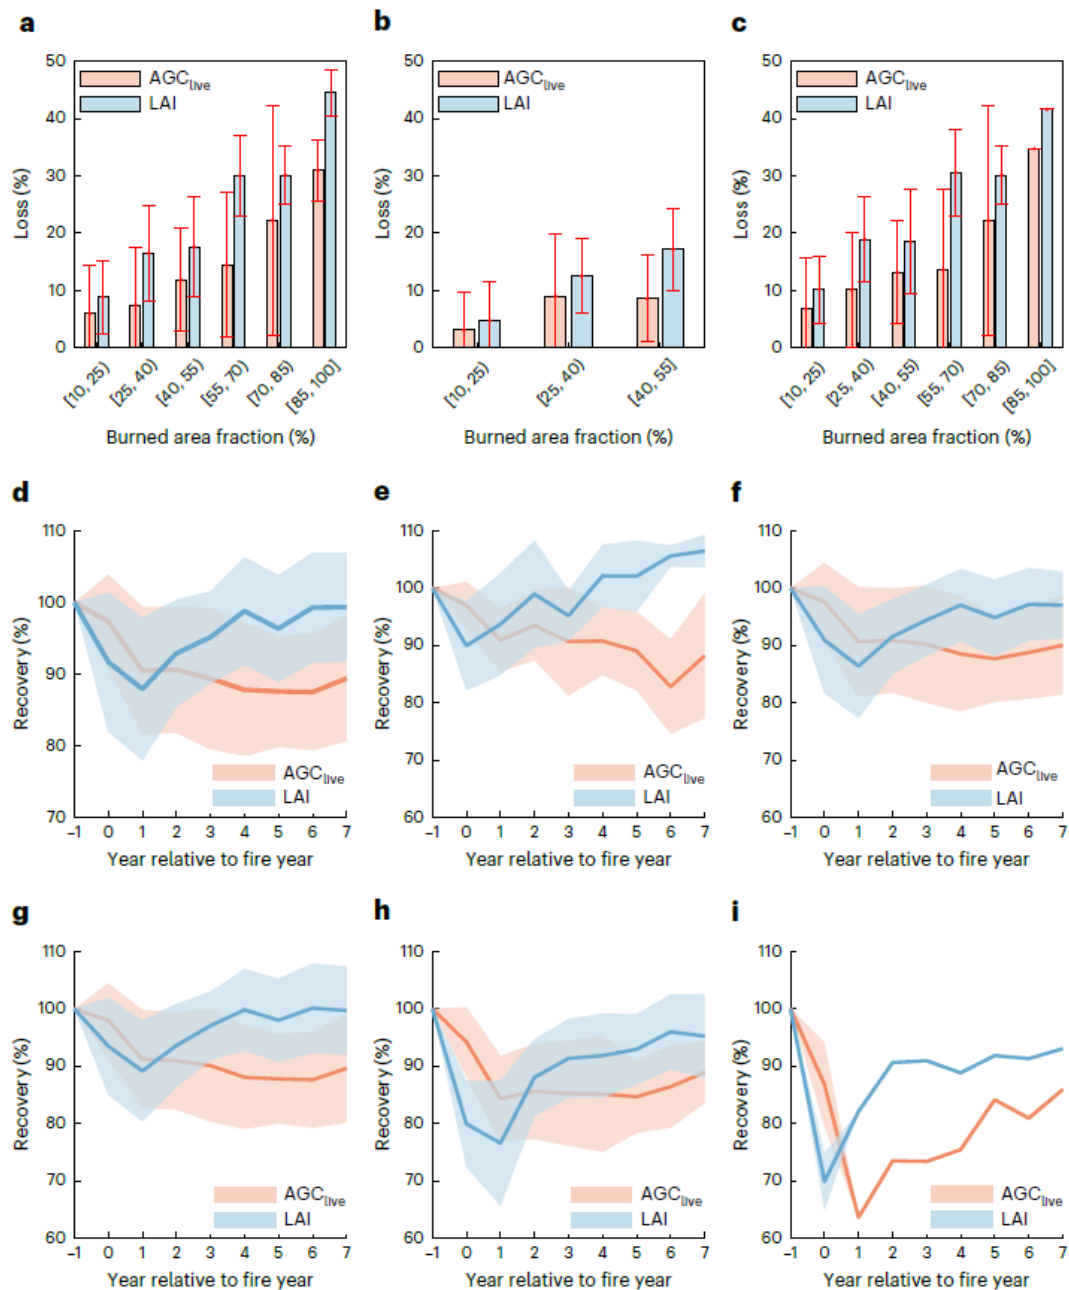 a
b
c
50
40
30
20
10
0
Loss (%)
AGClive
LAI
[10, 25)
[25, 40)
[40, 55)
[55, 70)
[70, 85)
[85, 100]
Burned area fraction (%)
50
40
30
20
10
0
Loss (%)
AGClive
LAI
[10, 25)
[25, 40)
[40, 55]
Burned area fraction (%)
50
40
30
20
10
0
Loss (%)
AGClive
LAI
[10, 25)
[25, 40)
[40, 55)
[55, 70)
[70, 85)
[85, 100]
Burned area fraction (%)
d
e
f
110
100
90
80
70
Recovery (%)
AGClive
LAI
–1 0 1 2 3 4 5 6 7
Year relative to fire year
110
100
90
80
70
60
Recovery (%)
AGClive
LAI
–1 0 1 2 3 4 5 6 7
Year relative to fire year
110
100
90
80
70
60
Recovery (%)
AGClive
LAI
–1 0 1 2 3 4 5 6 7
Year relative to fire year
g
h
i
110
100
90
80
70
60
Recovery (%)
AGClive
LAI
–1 0 1 2 3 4 5 6 7
Year relative to fire year
110
100
90
80
70
60
Recovery (%)
AGClive
LAI
–1 0 1 2 3 4 5 6 7
Year relative to fire year
110
100
90
80
70
60
Recovery (%)
AGClive
LAI
–1 0 1 2 3 4 5 6 7
Year relative to fire year